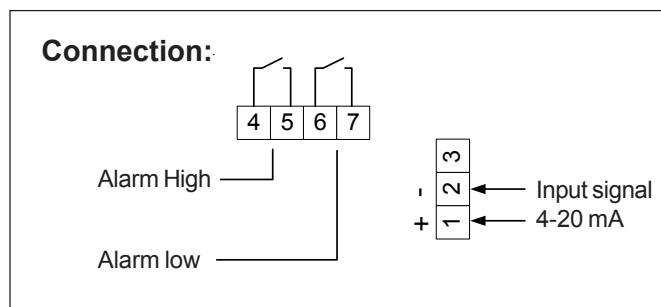 Connection:
4 5 6 7
Alarm High
Alarm low
3
- 2 Input signal
+ 1 4-20 mA